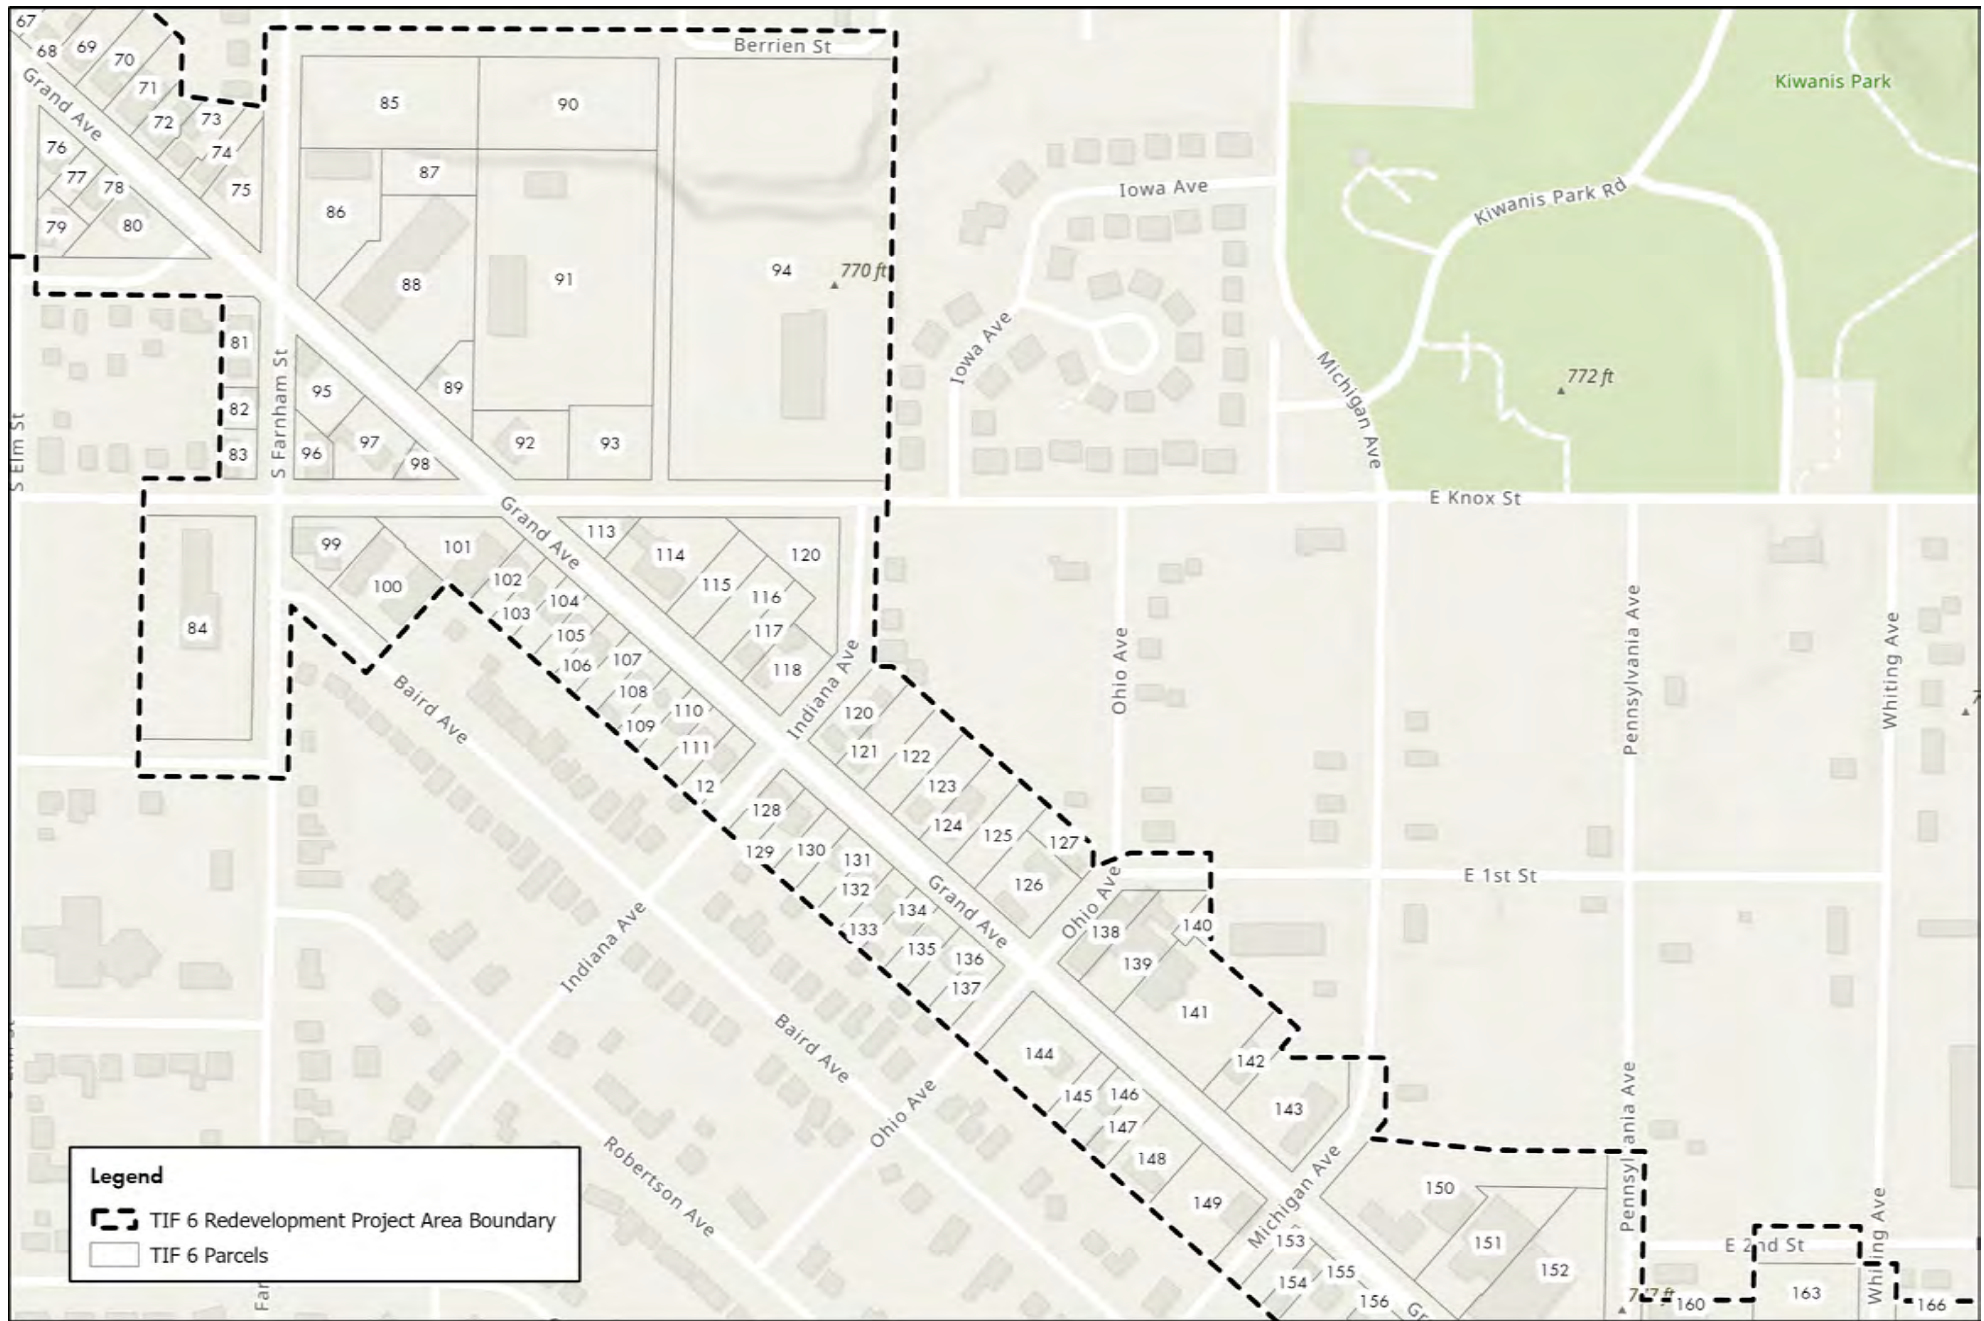 67
68
69
70
71
72
73
74
75
76
77
78
79
80
Grand Ave
Berrien St
85
90
87
86
88
91
94
770 ft
89
92
93
81
82
83
S Farnham St
S Elm St
95
96
97
98
Iowa Ave
Iowa Ave
Michigan Ave
Kiwanis Park
Kiwanis Park Rd
772 ft
E Knox St
Grand Ave
84
99
100
101
102
103
104
105
106
107
108
109
110
111
12
113
114
115
116
117
118
120
Indiana Ave
Baird Ave
120
121
122
123
124
125
126
127
128
129
130
131
132
133
134
135
136
137
Grand Ave
Ohio Ave
Ohio Ave
Pennsylvania Ave
Whiting Ave
E 1st St
138
139
140
141
142
143
Indiana Ave
Baird Ave
Ohio Ave
Robertson Ave
144
145
146
147
148
149
Michigan Ave
150
151
152
153
154
155
156
Gr
Pennsylvania Ave
E 2nd St
Whiting Ave
160
163
166
Far
Legend
TIF 6 Redevelopment Project Area Boundary
TIF 6 Parcels